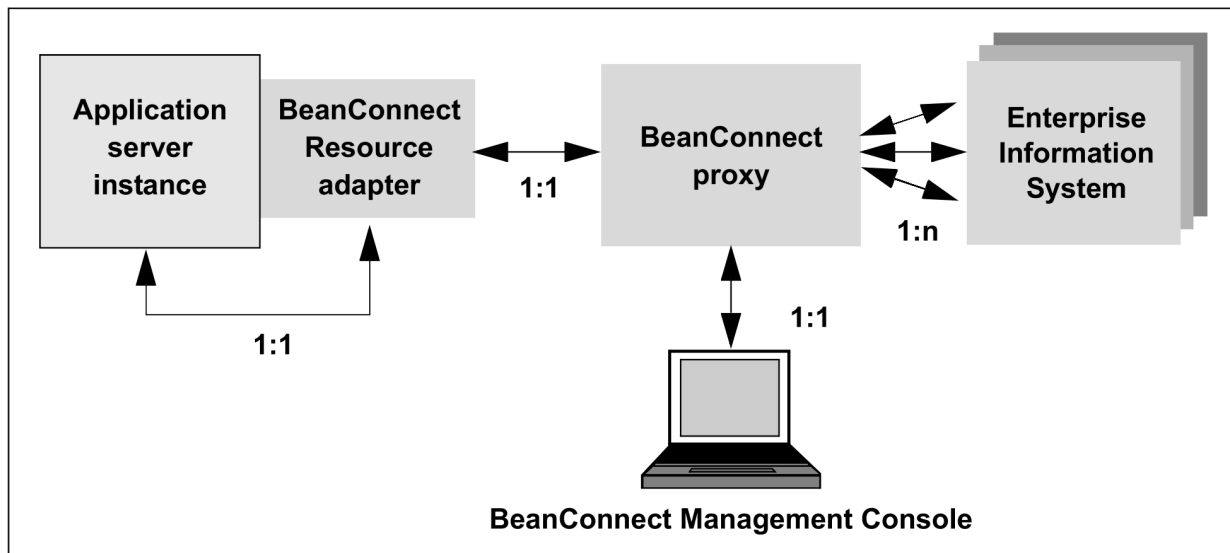 Application
server
instance
BeanConnect
Resource
adapter
1:1
1:1
BeanConnect
proxy
1:n
Enterprise
Information
System
1:1
BeanConnect Management Console